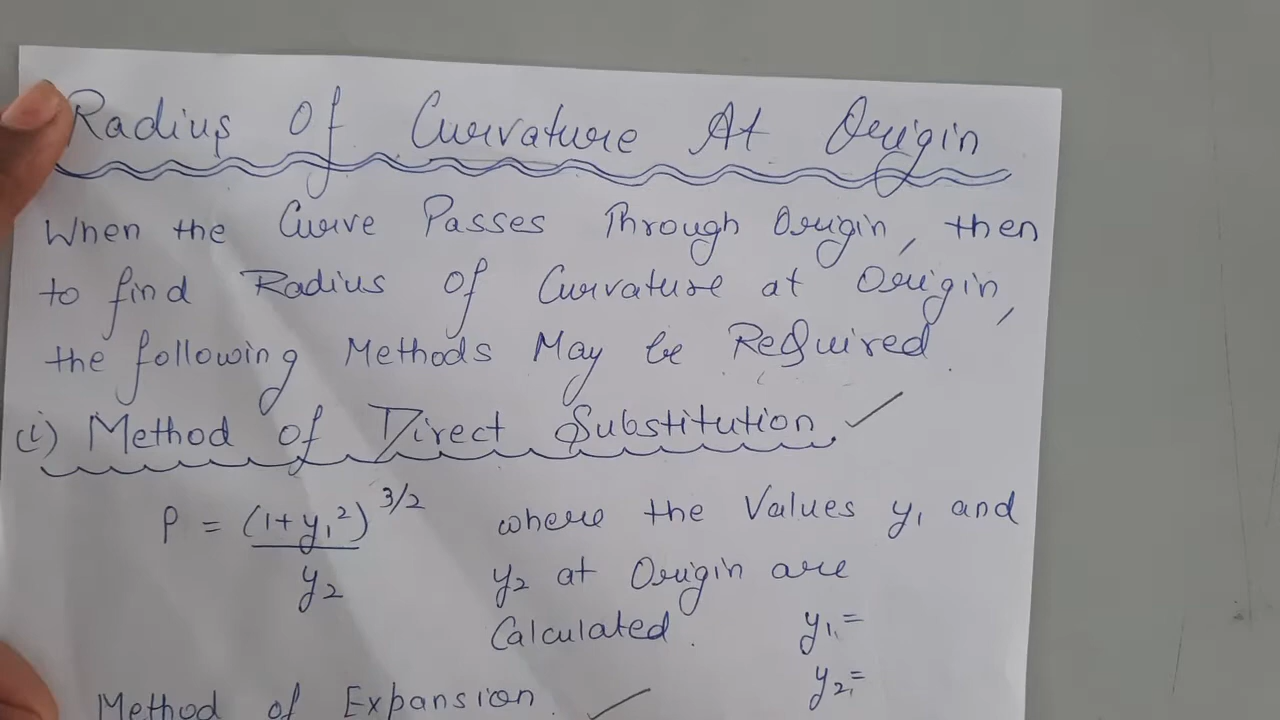 Radius Of Curvature At Origin
When the Curve Passes Through Origin, then
to find Radius of Curvature at Origin,
the following Methods May be Required.
(i) Method of Direct Substitution.
ρ = (1+y₁²)^3/2 / y₂ where the Values y₁ and
y₂ at Origin are
Calculated.
y₁=
y₂=
Method of Expansion.